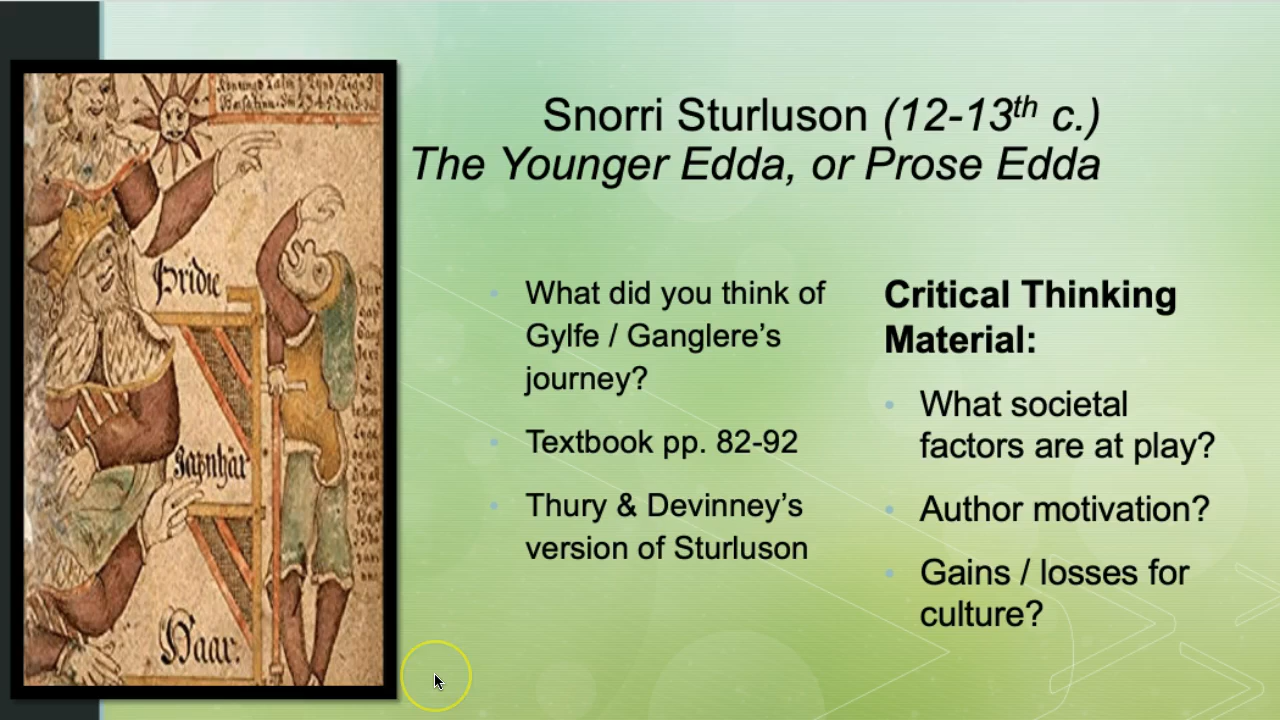 Snorri Sturluson (12-13th c.)
The Younger Edda, or Prose Edda
What did you think of
Gylfe / Ganglere’s
journey?
Textbook pp. 82-92
Thury & Devinney’s
version of Sturluson
Critical Thinking
Material:
What societal
factors are at play?
Author motivation?
Gains / losses for
culture?
Þridie
Jafnhár
Háár.